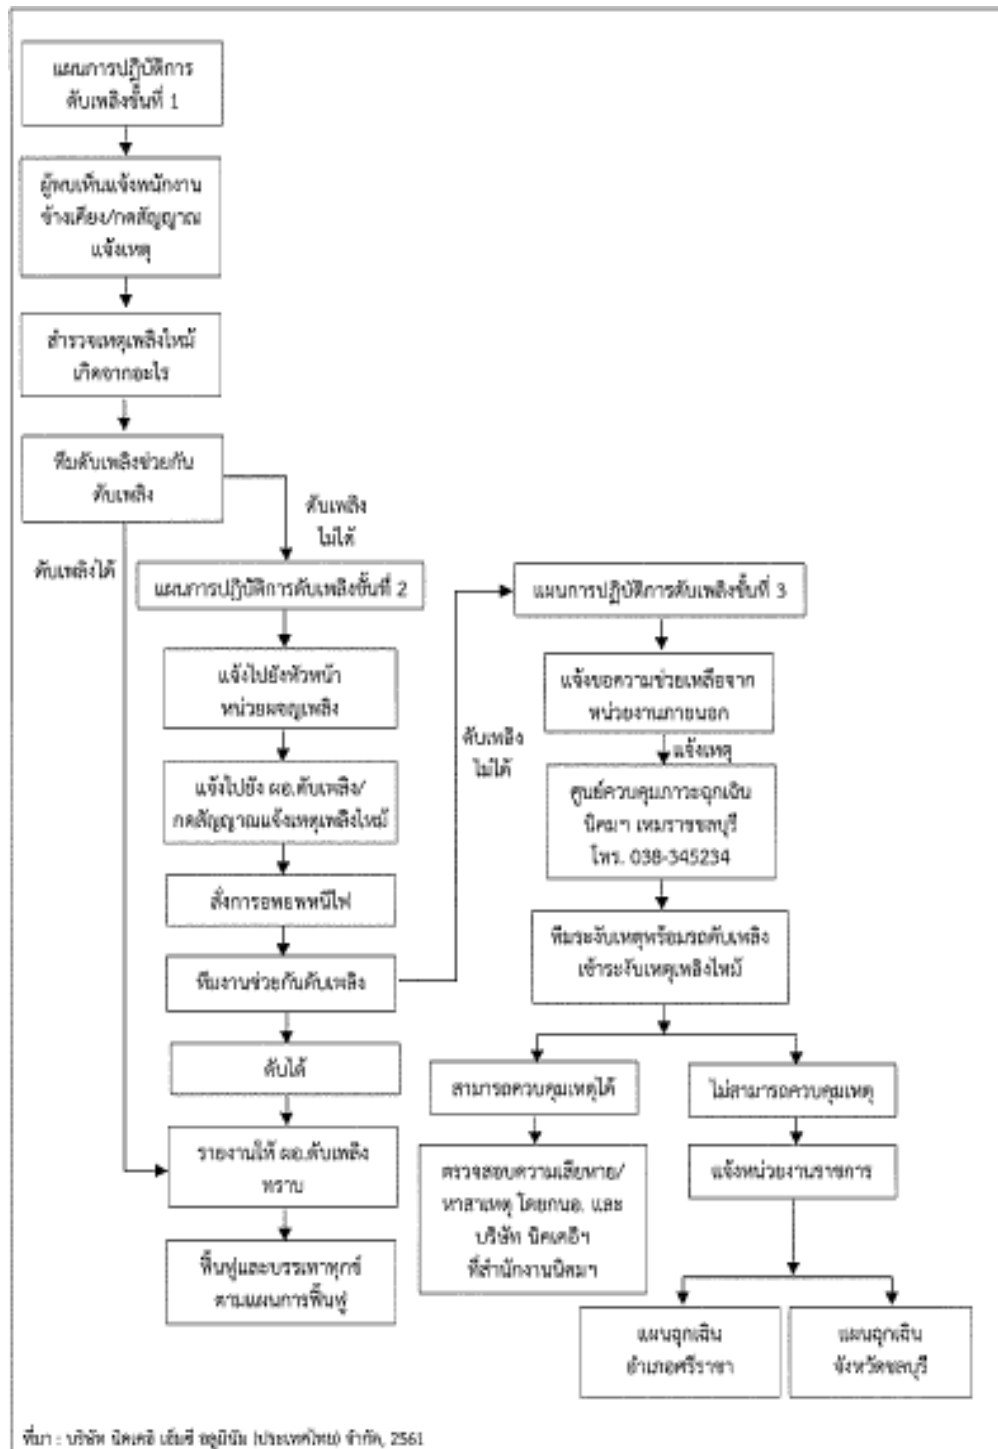 แผนการปฏิบัติการ
ดับเพลิงขั้นที่ 1
ผู้พบเห็นแจ้งพนักงาน
ข้างเคียง/กดสัญญาณ
แจ้งเหตุ
สำรวจเหตุเพลิงไหม้
เกิดจากอะไร
ทีมดับเพลิงช่วยกัน
ดับเพลิง
ดับเพลิง
ไม่ได้
ดับเพลิงได้
แผนการปฏิบัติการดับเพลิงขั้นที่ 2
แจ้งไปยังหัวหน้า
หน่วยผจญเพลิง
แจ้งไปยัง ผอ.ดับเพลิง/
กดสัญญาณแจ้งเหตุเพลิงไหม้
สั่งการอพยพหนีไฟ
ทีมงานช่วยกันดับเพลิง
ดับได้
รายงานให้ ผอ.ดับเพลิง
ทราบ
ฟื้นฟูและบรรเทาทุกข์
ตามแผนการฟื้นฟู
ดับเพลิง
ไม่ได้
แผนการปฏิบัติการดับเพลิงขั้นที่ 3
แจ้งขอความช่วยเหลือจาก
หน่วยงานภายนอก
แจ้งเหตุ
ศูนย์ควบคุมภาวะฉุกเฉิน
นิคมฯ เหมราชชลบุรี
โทร. 038-345234
ทีมระงับเหตุพร้อมรถดับเพลิง
เข้าระงับเหตุเพลิงไหม้
สามารถควบคุมเหตุได้
ตรวจสอบความเสียหาย/
หาสาเหตุ โดยกนอ. และ
บริษัท นิคเคอิฯ
ที่สำนักงานนิคมฯ
ไม่สามารถควบคุมเหตุ
แจ้งหน่วยงานราชการ
แผนฉุกเฉิน
อำเภอศรีราชา
แผนฉุกเฉิน
จังหวัดชลบุรี
ที่มา : บริษัท นิคเคอิ เอ็มซี อลูมินัม (ประเทศไทย) จำกัด, 2561